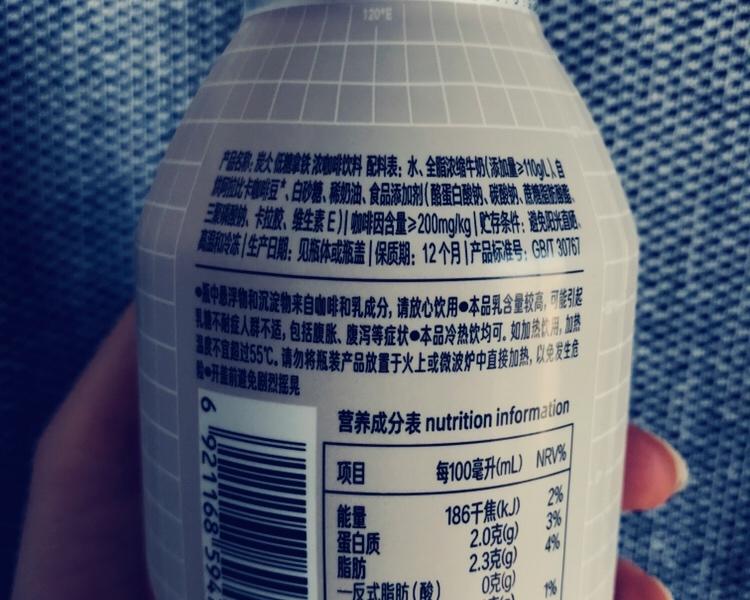 120°E
产品名称: 炭仌 低糖拿铁 浓咖啡饮料 配料表: 水、全脂浓缩牛奶(添加量≥110g/L)、自
阿拉比卡咖啡豆*、白砂糖、稀奶油、食品添加剂(酪蛋白酸钠、碳酸钠、蔗糖脂肪酸酯、
三聚磷酸钠、卡拉胶、维生素E)|咖啡因含量≥200mg/kg|贮存条件: 避免阳光直晒、
高温和冷冻|生产日期: 见瓶体或瓶盖|保质期: 12个月|产品标准号: GB/T 30767
●瓶中悬浮物和沉淀物来自咖啡和乳成分, 请放心饮用●本品乳含量较高, 可能引起
乳糖不耐症人群不适, 包括腹胀、腹泻等症状●本品冷热饮均可。如加热饮用, 加热
温度不宜超过55℃。请勿将瓶装产品放置于火上或微波炉中直接加热, 以免发生危
险●开盖前避免剧烈摇晃
营养成分表 nutrition information
项目 每100毫升(mL) NRV%
能量 186千焦(kJ) 2%
蛋白质 2.0克(g) 3%
脂肪 2.3克(g) 4%
—反式脂肪(酸) 0克(g)
1%
6 921168 594